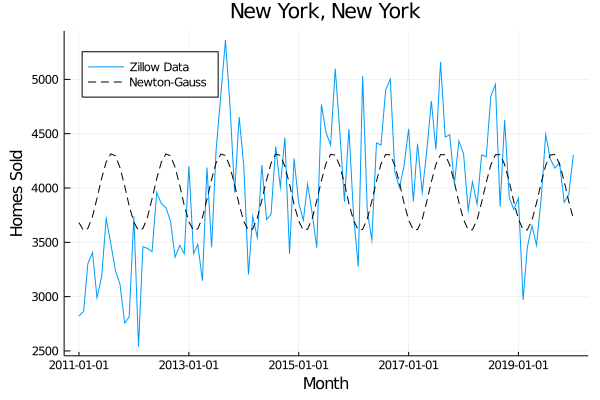 New York, New York
Zillow Data
Newton-Gauss
5000
4500
4000
3500
3000
2500
Homes Sold
2011-01-01 2013-01-01 2015-01-01 2017-01-01 2019-01-01
Month